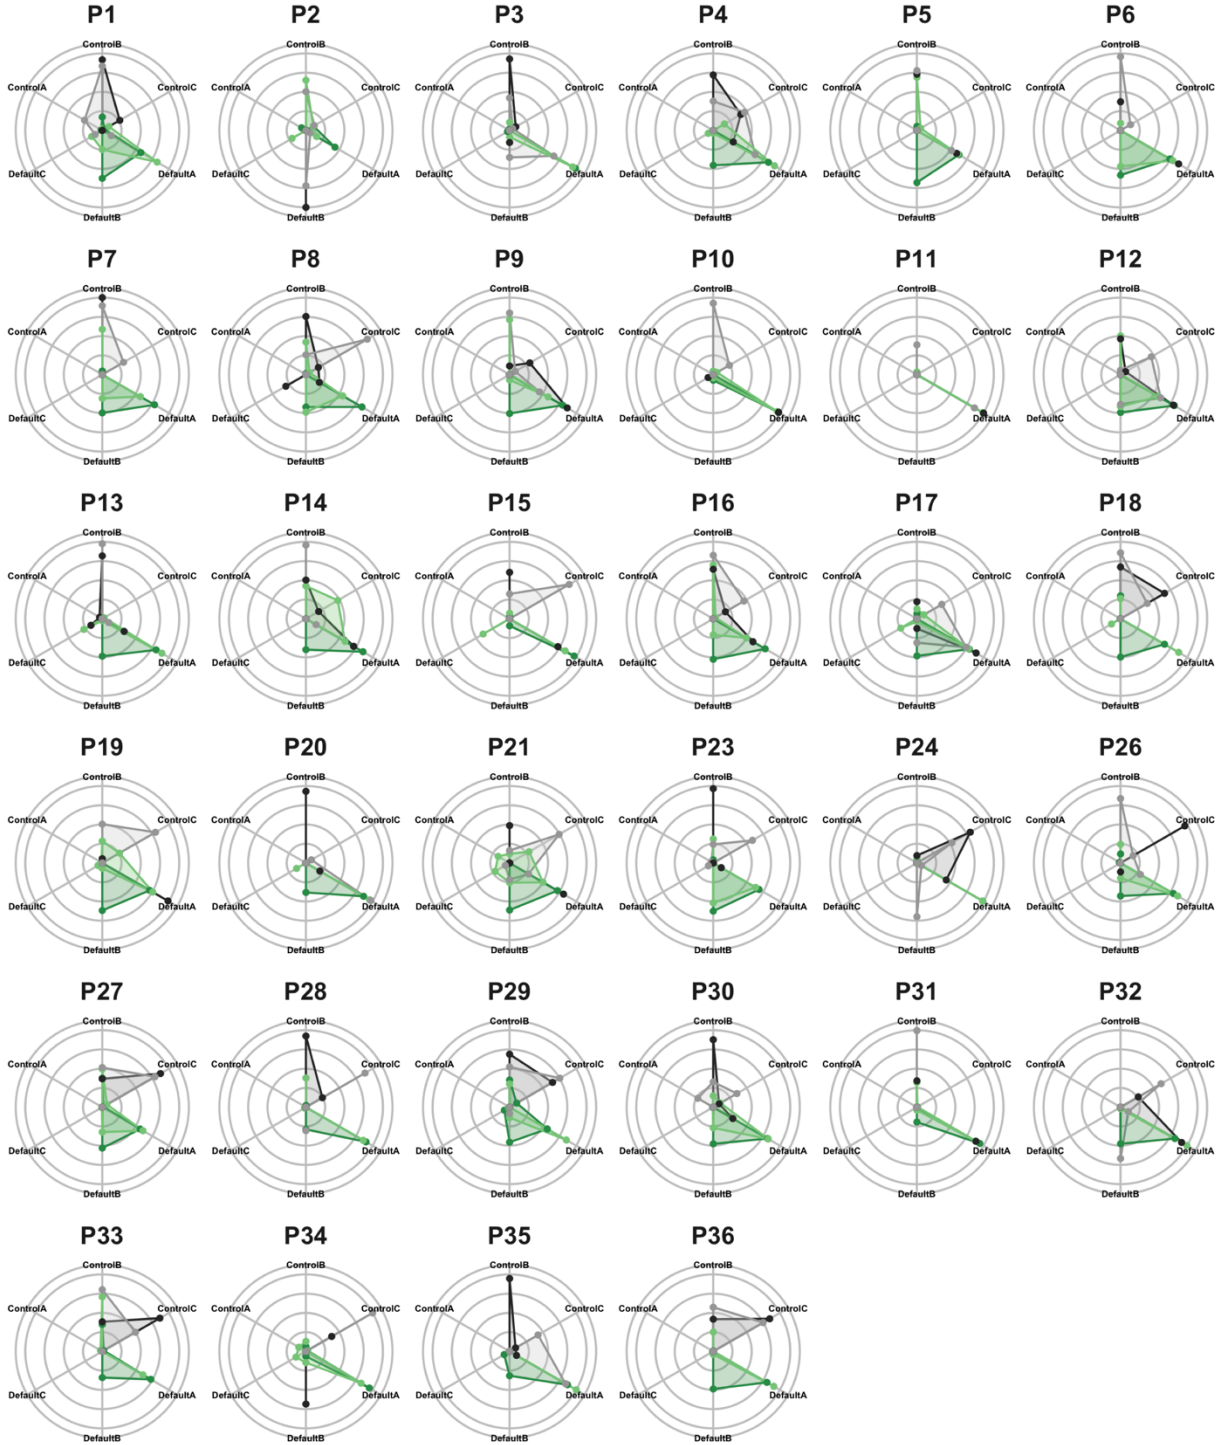 P1 P2 P3 P4 P5 P6
ControlB ControlB ControlB ControlB ControlB ControlB
ControlA ControlC ControlA ControlC ControlA ControlC ControlA ControlC ControlA ControlC ControlA ControlC
DefaultC DefaultA DefaultC DefaultA DefaultC DefaultA DefaultC DefaultA DefaultC DefaultA DefaultC DefaultA
DefaultB DefaultB DefaultB DefaultB DefaultB DefaultB
P7 P8 P9 P10 P11 P12
ControlB ControlB ControlB ControlB ControlB ControlB
ControlA ControlC ControlA ControlC ControlA ControlC ControlA ControlC ControlA ControlC ControlA ControlC
DefaultC DefaultA DefaultC DefaultA DefaultC DefaultA DefaultC DefaultA DefaultC DefaultA DefaultC DefaultA
DefaultB DefaultB DefaultB DefaultB DefaultB DefaultB
P13 P14 P15 P16 P17 P18
ControlB ControlB ControlB ControlB ControlB ControlB
ControlA ControlC ControlA ControlC ControlA ControlC ControlA ControlC ControlA ControlC ControlA ControlC
DefaultC DefaultA DefaultC DefaultA DefaultC DefaultA DefaultC DefaultA DefaultC DefaultA DefaultC DefaultA
DefaultB DefaultB DefaultB DefaultB DefaultB DefaultB
P19 P20 P21 P23 P24 P26
ControlB ControlB ControlB ControlB ControlB ControlB
ControlA ControlC ControlA ControlC ControlA ControlC ControlA ControlC ControlA ControlC ControlA ControlC
DefaultC DefaultA DefaultC DefaultA DefaultC DefaultA DefaultC DefaultA DefaultC DefaultA DefaultC DefaultA
DefaultB DefaultB DefaultB DefaultB DefaultB DefaultB
P27 P28 P29 P30 P31 P32
ControlB ControlB ControlB ControlB ControlB ControlB
ControlA ControlC ControlA ControlC ControlA ControlC ControlA ControlC ControlA ControlC ControlA ControlC
DefaultC DefaultA DefaultC DefaultA DefaultC DefaultA DefaultC DefaultA DefaultC DefaultA DefaultC DefaultA
DefaultB DefaultB DefaultB DefaultB DefaultB DefaultB
P33 P34 P35 P36
ControlB ControlB ControlB ControlB
ControlA ControlC ControlA ControlC ControlA ControlC ControlA ControlC
DefaultC DefaultA DefaultC DefaultA DefaultC DefaultA DefaultC DefaultA
DefaultB DefaultB DefaultB DefaultB